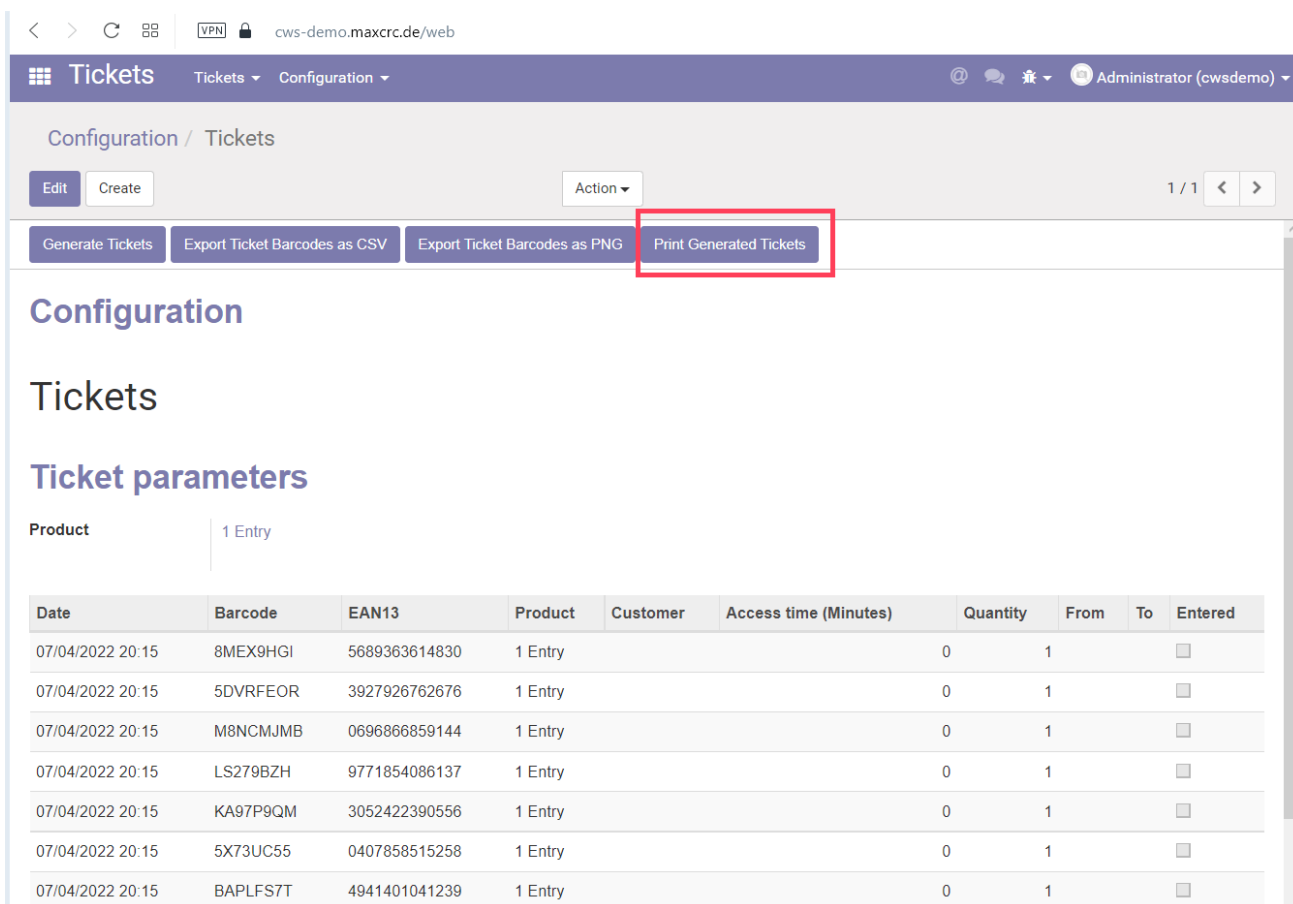 VPN cws-demo.maxcrc.de/web
Tickets Tickets Configuration @ Administrator (cwsdemo)
Configuration / Tickets
Edit Create Action 1 / 1
Generate Tickets Export Ticket Barcodes as CSV Export Ticket Barcodes as PNG Print Generated Tickets
Configuration
Tickets
Ticket parameters
Product 1 Entry
Date Barcode EAN13 Product Customer Access time (Minutes) Quantity From To Entered
07/04/2022 20:15 8MEX9HGI 5689363614830 1 Entry 0 1
07/04/2022 20:15 5DVRFEOR 3927926762676 1 Entry 0 1
07/04/2022 20:15 M8NCMJMB 0696866859144 1 Entry 0 1
07/04/2022 20:15 LS279BZH 9771854086137 1 Entry 0 1
07/04/2022 20:15 KA97P9QM 3052422390556 1 Entry 0 1
07/04/2022 20:15 5X73UC55 0407858515258 1 Entry 0 1
07/04/2022 20:15 BAPLFS7T 4941401041239 1 Entry 0 1